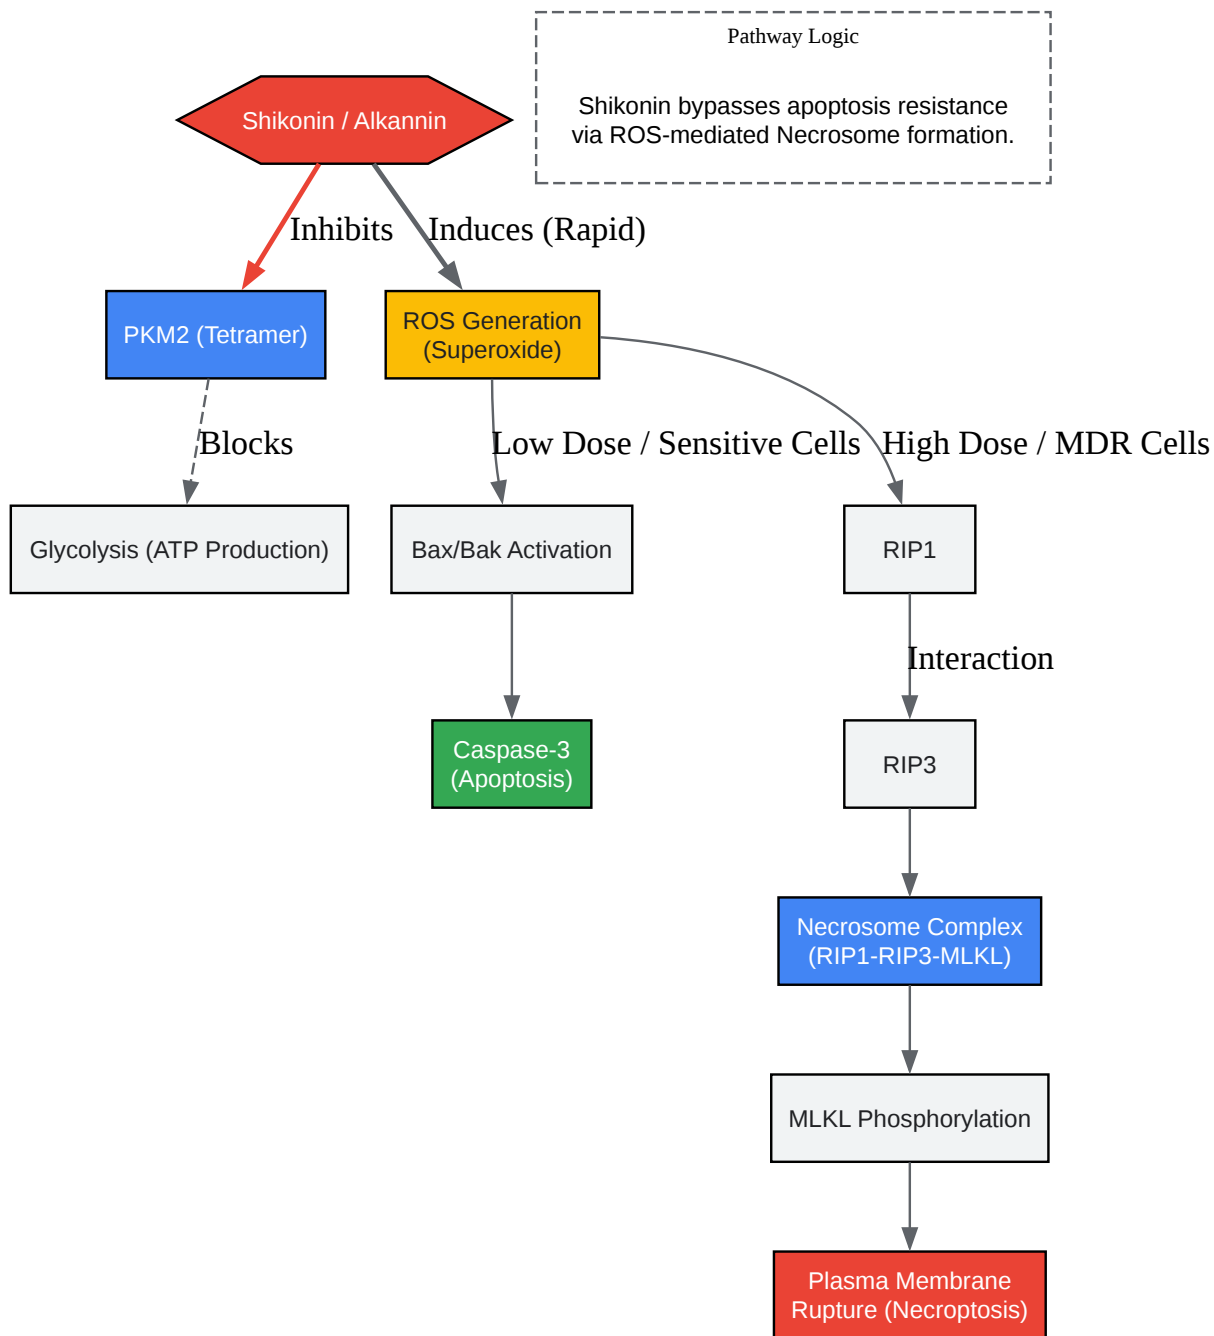 Pathway Logic
Shikonin bypasses apoptosis resistance
via ROS-mediated Necrosome formation.
Shikonin / Alkannin
Inhibits
Induces (Rapid)
PKM2 (Tetramer)
ROS Generation
(Superoxide)
Blocks
Low Dose / Sensitive Cells
High Dose / MDR Cells
Glycolysis (ATP Production)
Bax/Bak Activation
RIP1
Interaction
Caspase-3
(Apoptosis)
RIP3
Necrosome Complex
(RIP1-RIP3-MLKL)
MLKL Phosphorylation
Plasma Membrane
Rupture (Necroptosis)